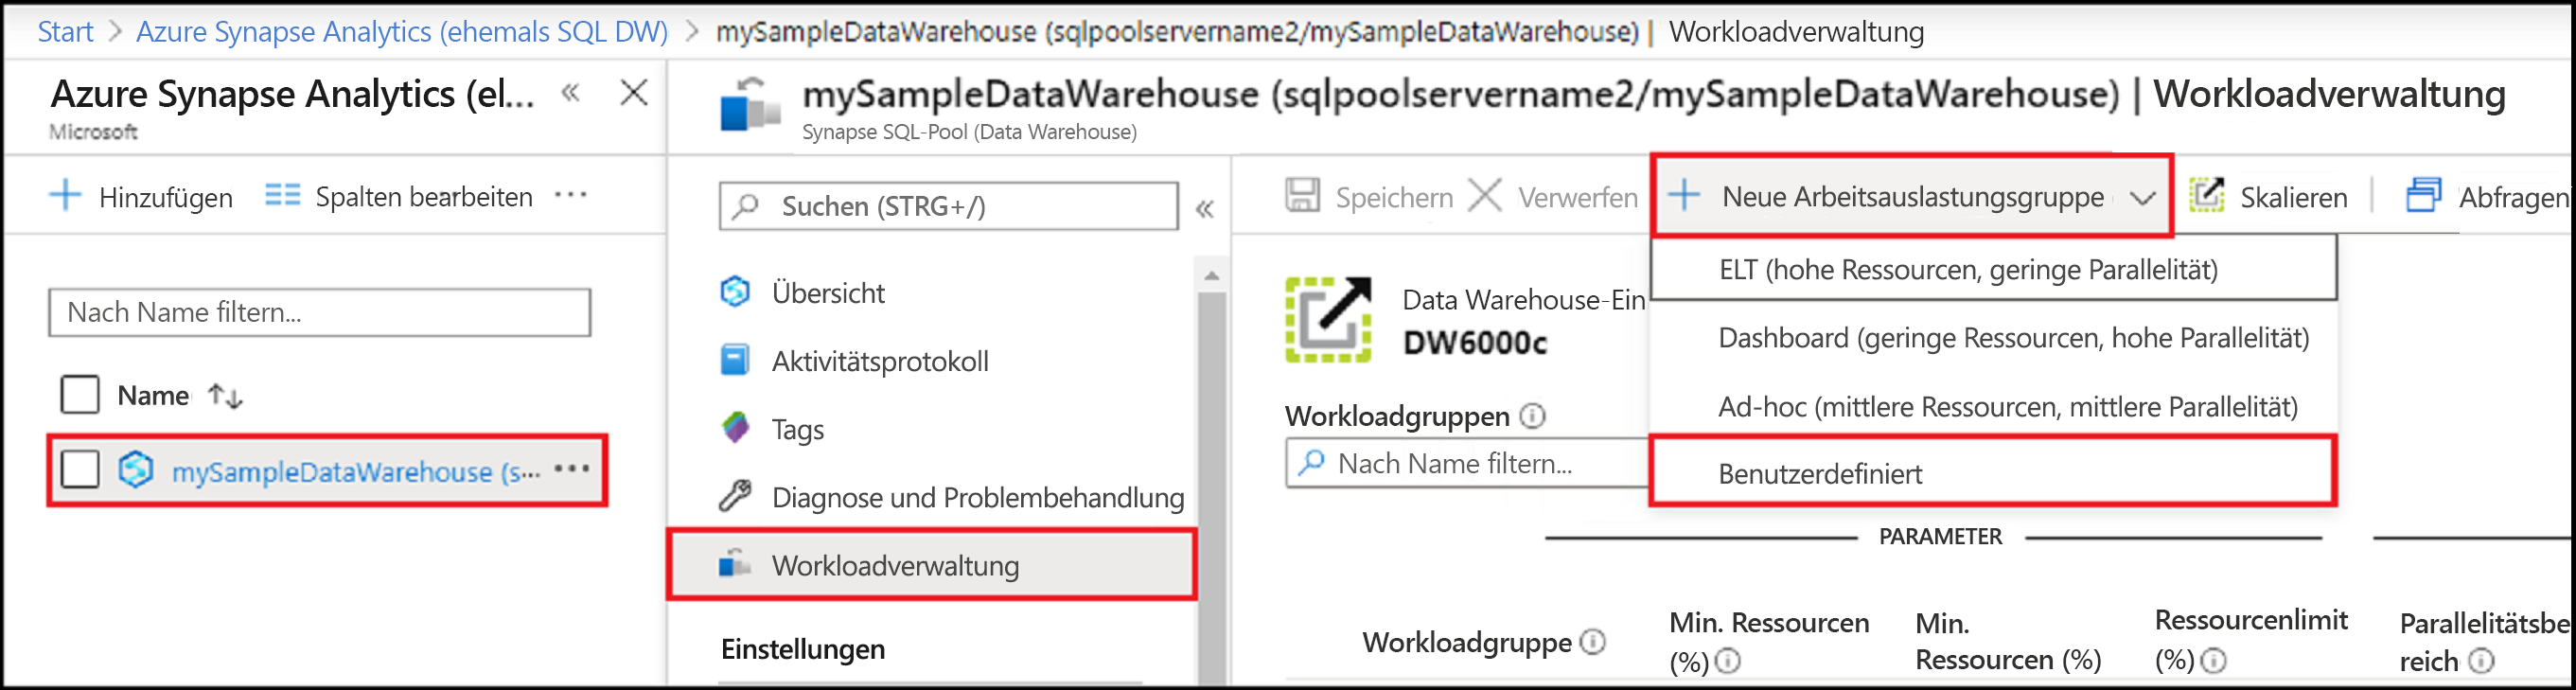 Start > Azure Synapse Analytics (ehemals SQL DW) > mySampleDataWarehouse (sqlpoolservername2/mySampleDataWarehouse) | Workloadverwaltung
Azure Synapse Analytics (el... «
Microsoft
mySampleDataWarehouse (sqlpoolservername2/mySampleDataWarehouse) | Workloadverwaltung
Synapse SQL-Pool (Data Warehouse)
Hinzufügen
Spalten bearbeiten ...
Nach Name filtern...
Name
mySampleDataWarehouse (s... ...
Suchen (STRG+/) «
Übersicht
Aktivitätsprotokoll
Tags
Diagnose und Problembehandlung
Workloadverwaltung
Einstellungen
Speichern
Verwerfen
Neue Arbeitsauslastungsgruppe
Skalieren
Abfragen
ELT (hohe Ressourcen, geringe Parallelität)
Dashboard (geringe Ressourcen, hohe Parallelität)
Ad-hoc (mittlere Ressourcen, mittlere Parallelität)
Benutzerdefiniert
Data Warehouse-Ein
DW6000c
Workloadgruppen
Nach Name filtern...
PARAMETER
Workloadgruppe
Min. Ressourcen
(%)
Min.
Ressourcen (%)
Ressourcenlimit
(%)
Parallelitätsbe
reich